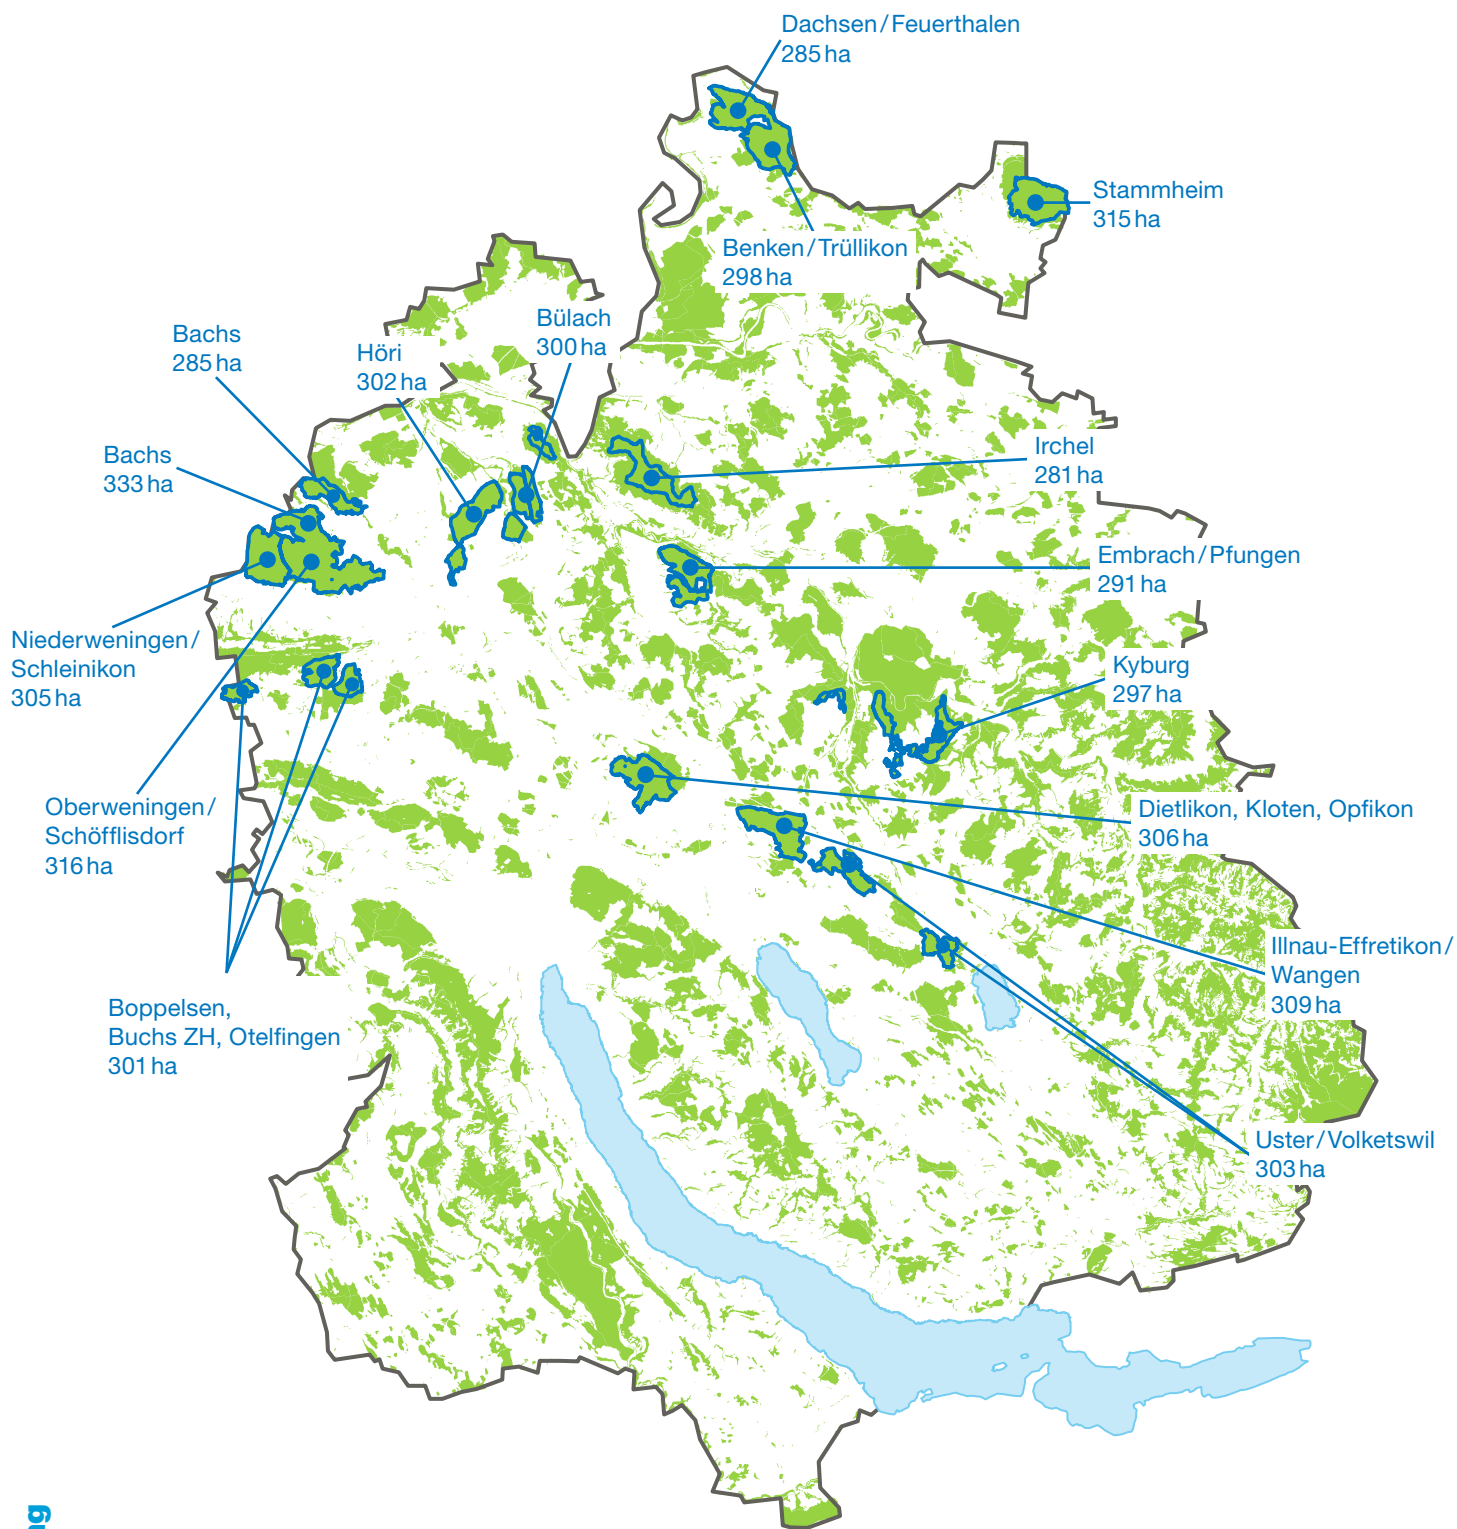 Dachsen/Feuerthalen
285 ha
Stammheim
315 ha
Benken/Trüllikon
298 ha
Bülach
300 ha
Bachs
285 ha
Höri
302 ha
Irchel
281 ha
Bachs
333 ha
Embrach/Pfungen
291 ha
Niederweningen/
Schleinikon
305 ha
Kyburg
297 ha
Oberweningen/
Schöfflisdorf
316 ha
Dietlikon, Kloten, Opfikon
306 ha
Illnau-Effretikon/
Wangen
309 ha
Boppelsen,
Buchs ZH, Otelfingen
301 ha
Uster/Volketswil
303 ha